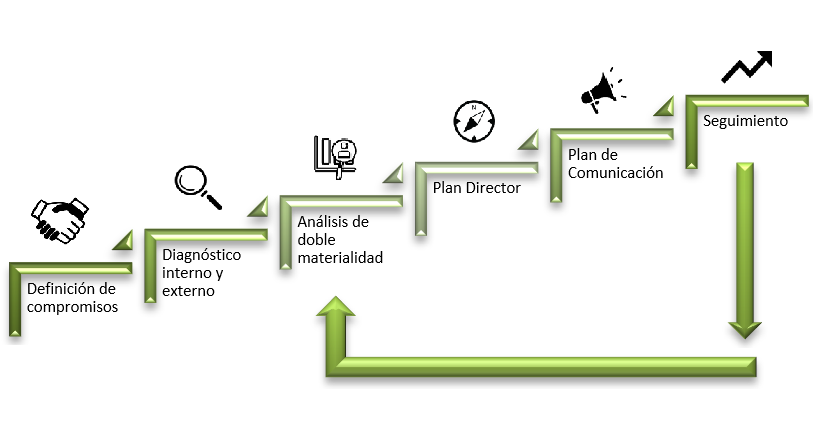 Definición de
compromisos
Diagnóstico
interno y
externo
Análisis de
doble
materialidad
N
Plan Director
Plan de
Comunicación
Seguimiento